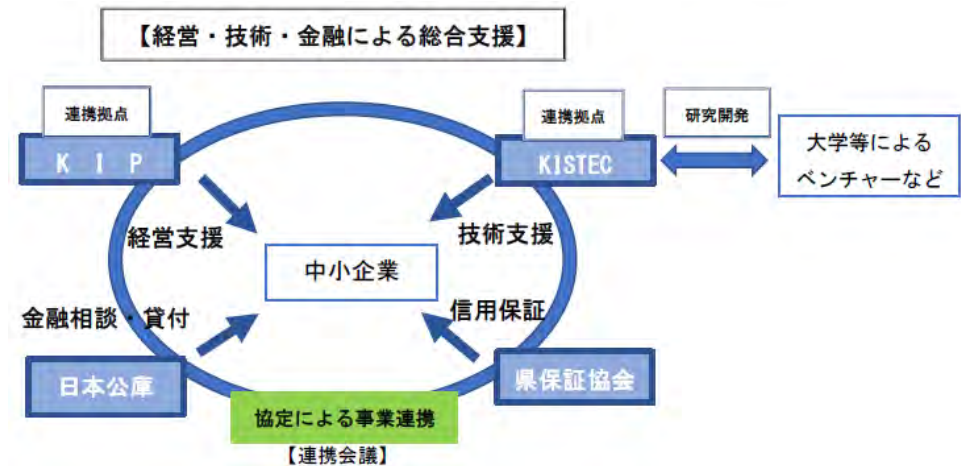 【経営・技術・金融による総合支援】
連携拠点
K I P
連携拠点
KISTEC
研究開発
大学等による
ベンチャーなど
経営支援
技術支援
中小企業
金融相談・貸付
信用保証
日本公庫
県保証協会
協定による事業連携
【連携会議】